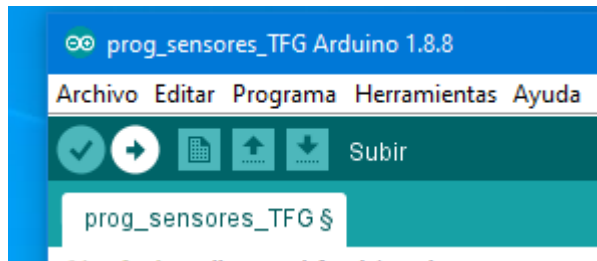 prog_sensores_TFG Arduino 1.8.8
Archivo Editar Programa Herramientas Ayuda
Subir
prog_sensores_TFG §